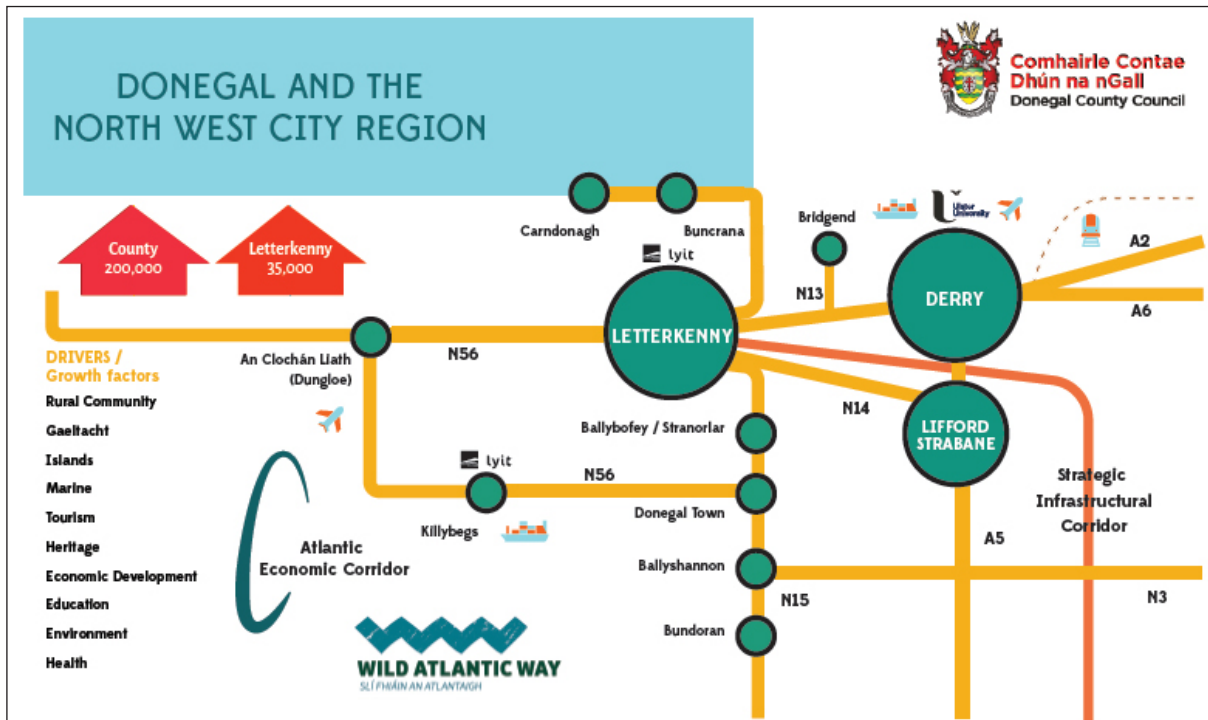 DONEGAL AND THE
NORTH WEST CITY REGION
Comhairle Contae
Dhún na nGall
Donegal County Council
County
200,000
Letterkenny
35,000
Carndonagh
Buncrana
Bridgend
Ulster
University
lyit
N13
DERRY
A2
A6
LETTERKENNY
N56
An Clochán Liath
(Dungloe)
DRIVERS /
Growth factors
Rural Community
Gaeltacht
Islands
Marine
Tourism
Heritage
Economic Development
Education
Environment
Health
N14
LIFFORD
STRABANE
Ballybofey / Stranorlar
lyit
N56
Killybegs
Donegal Town
Strategic
Infrastructural
Corridor
A5
Atlantic
Economic Corridor
Ballyshannon
N15
N3
Bundoran
WILD ATLANTIC WAY
SLÍ FHIÁIN AN ATLANTAIGH